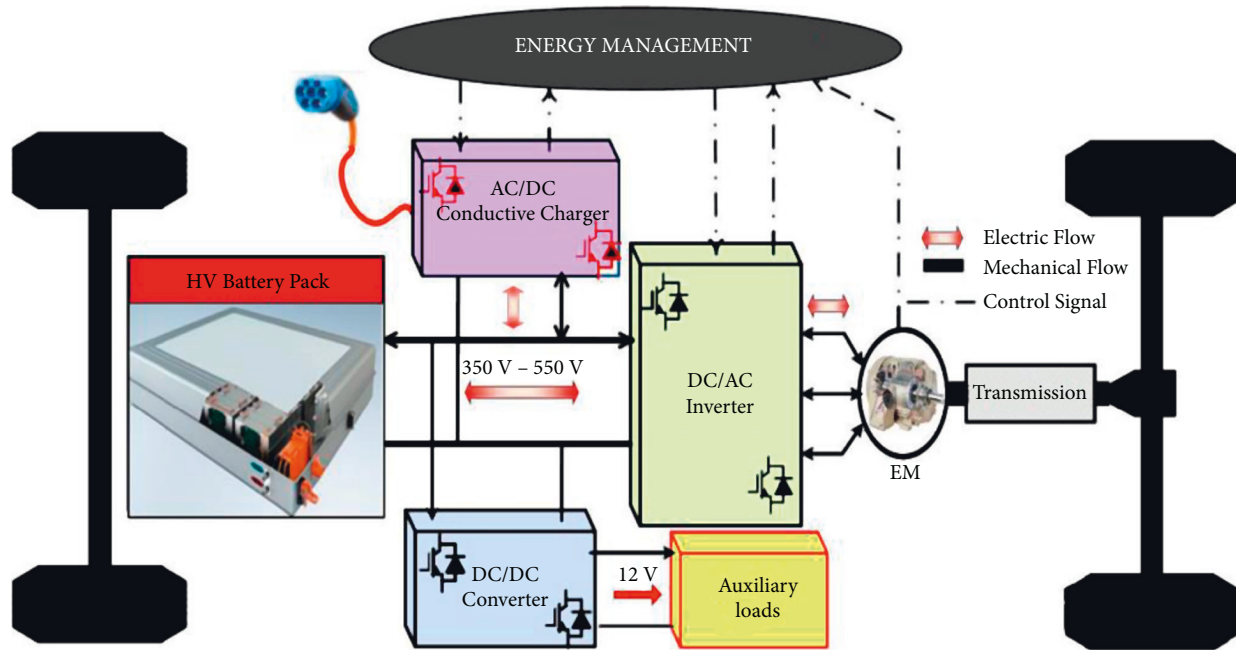 ENERGY MANAGEMENT
AC/DC
Conductive Charger
HV Battery Pack
350 V – 550 V
DC/AC
Inverter
Electric Flow
Mechanical Flow
Control Signal
Transmission
EM
DC/DC
Converter
12 V
Auxiliary
loads